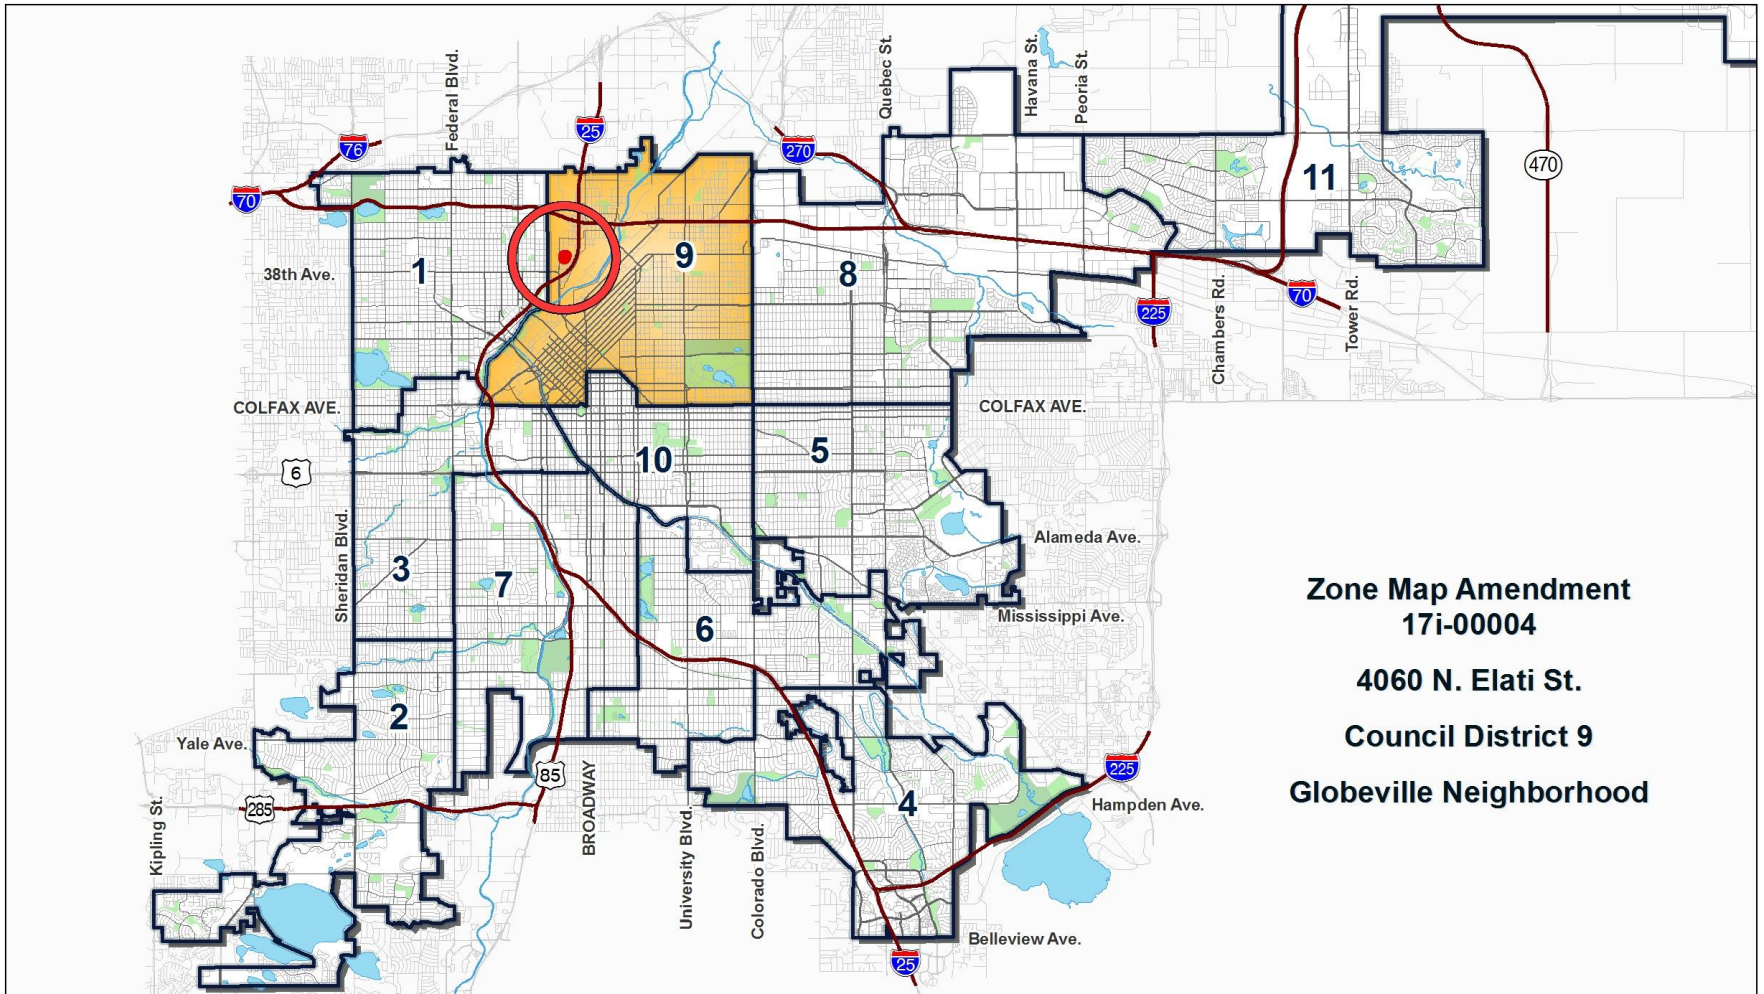 Federal Blvd.
Quebec St.
Havana St.
Peoria St.
76
25
270
70
470
11
38th Ave.
1
9
8
225
70
Chambers Rd.
Tower Rd.
COLFAX AVE.
COLFAX AVE.
6
10
5
Sheridan Blvd.
3
7
6
Alameda Ave.
Mississippi Ave.
Zone Map Amendment
17i-00004
4060 N. Elati St.
Council District 9
Globeville Neighborhood
2
Yale Ave.
85
BROADWAY
285
Kipling St.
University Blvd.
Colorado Blvd.
4
225
Hampden Ave.
Belleview Ave.
25